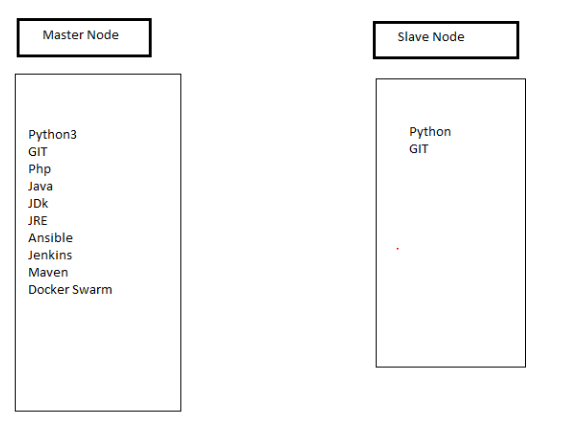 Master Node
Slave Node
Python3
GIT
Php
Java
JDk
JRE
Ansible
Jenkins
Maven
Docker Swarm
Python
GIT